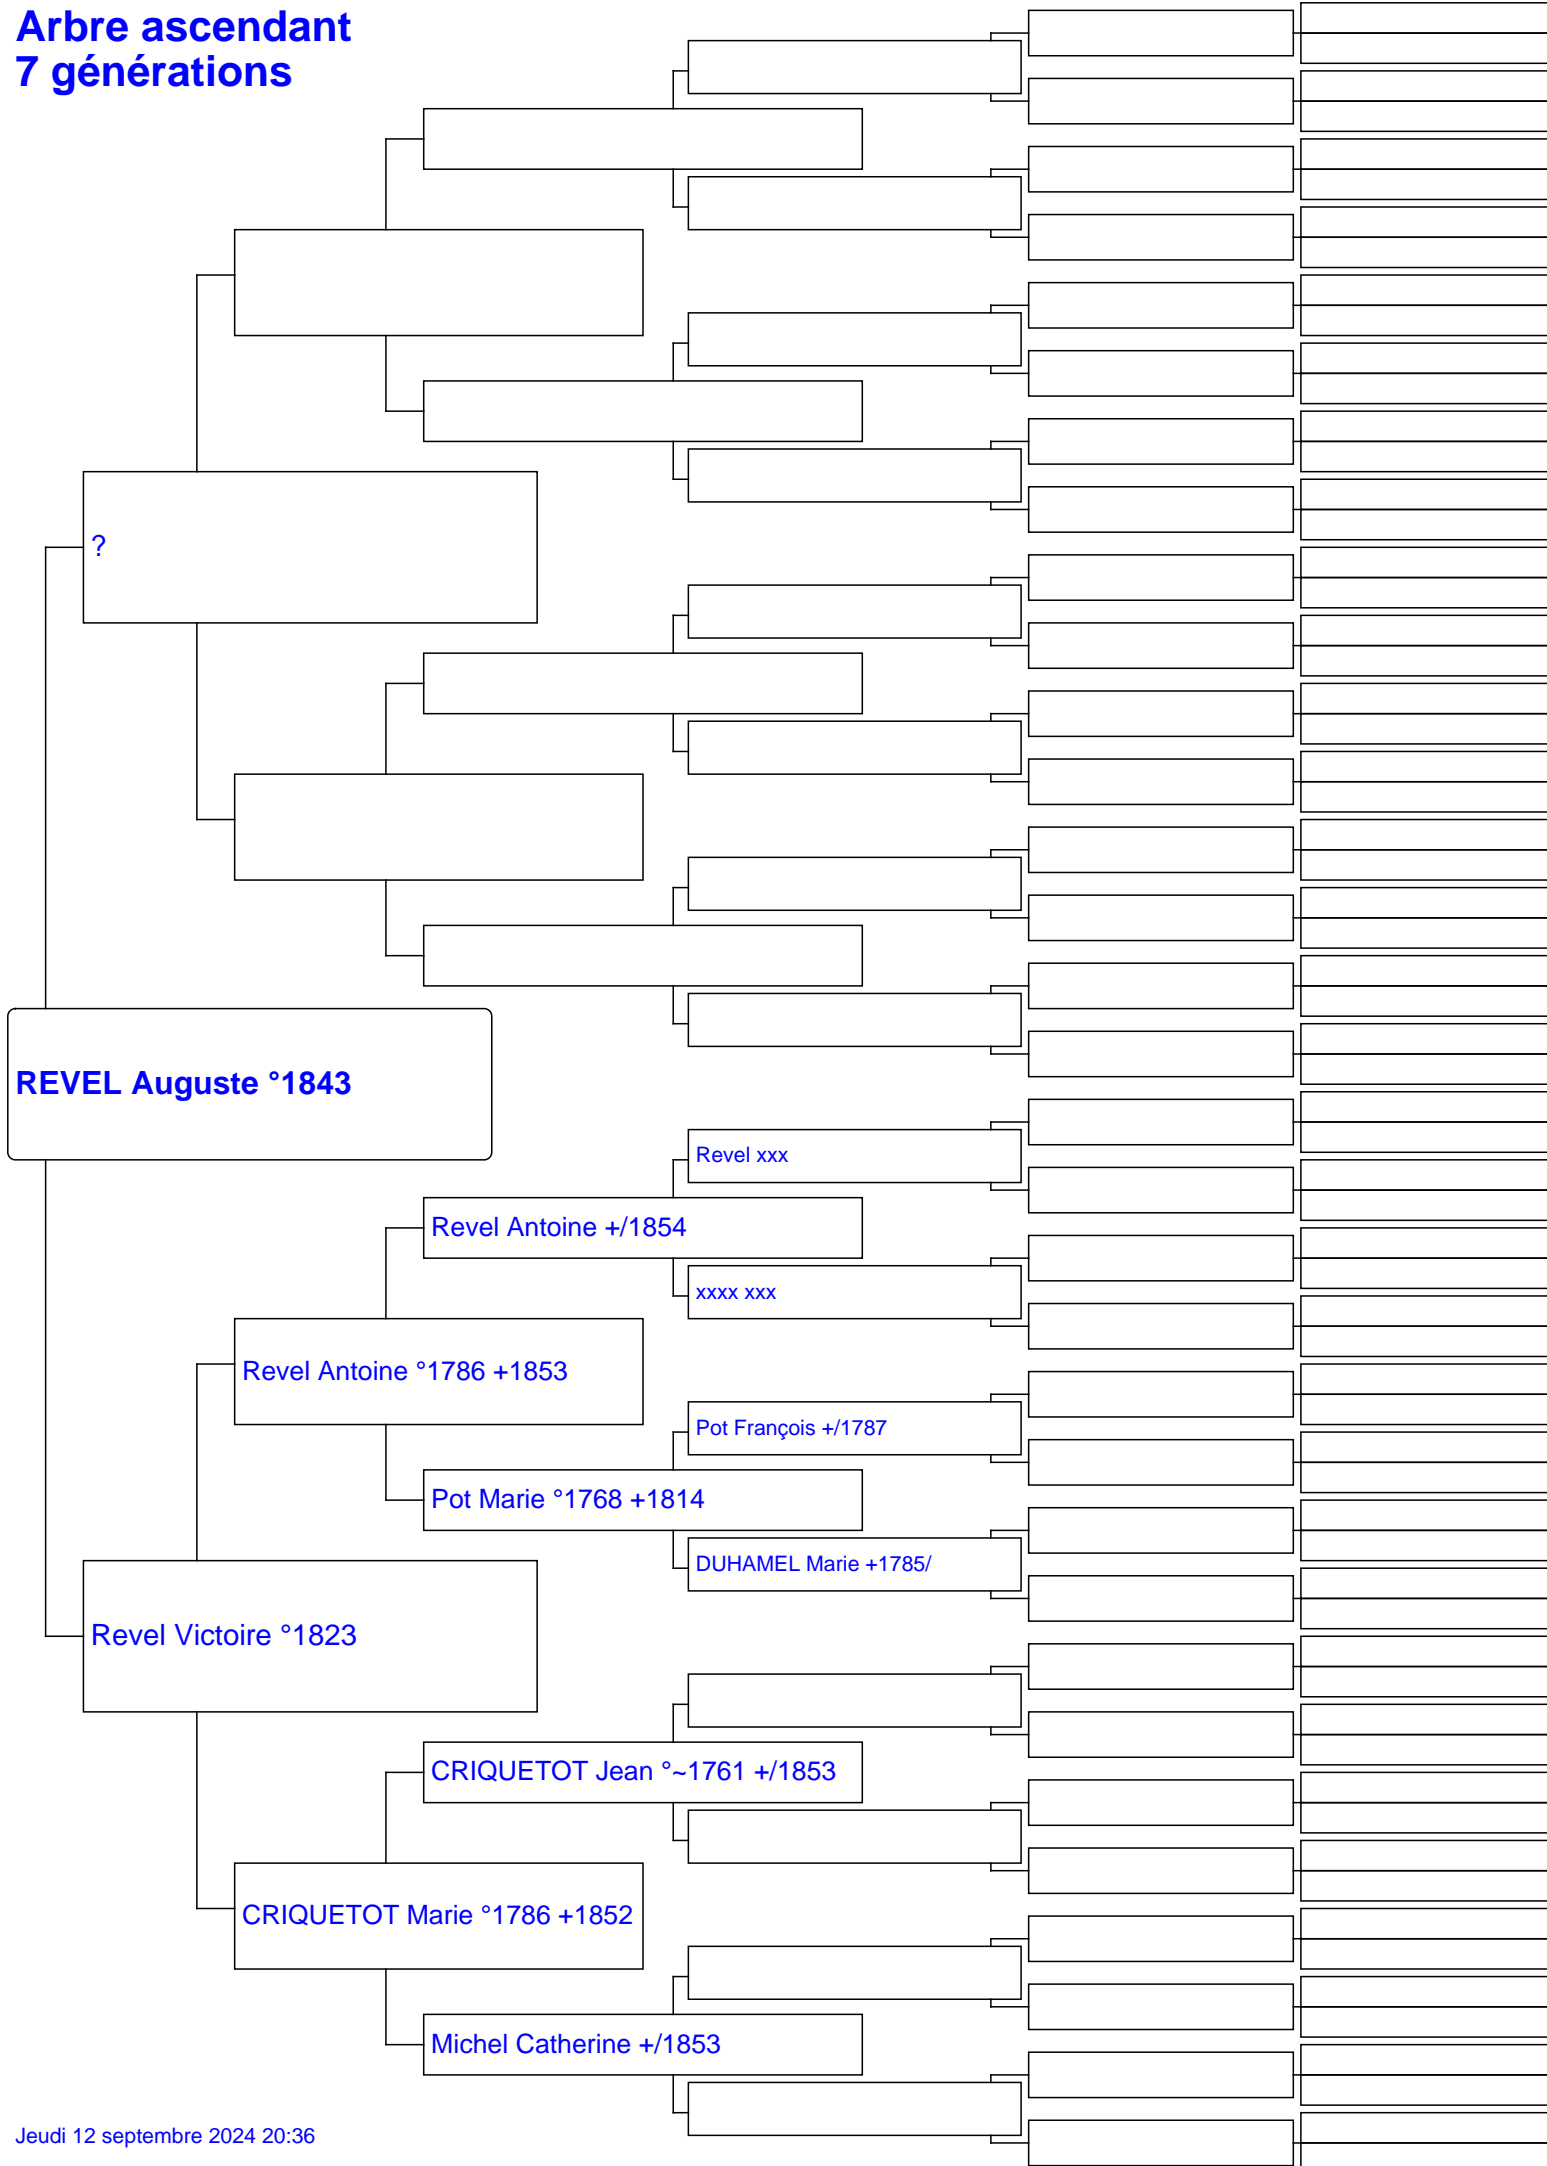 Arbre ascendant
7 générations
?
REVEL Auguste °1843
Revel xxx
Revel Antoine +/1854
xxxx xxx
Revel Antoine °1786 +1853
Pot François +/1787
Pot Marie °1768 +1814
DUHAMEL Marie +1785/
Revel Victoire °1823
CRIQUETOT Jean °~1761 +/1853
CRIQUETOT Marie °1786 +1852
Michel Catherine +/1853
Jeudi 12 septembre 2024 20:36